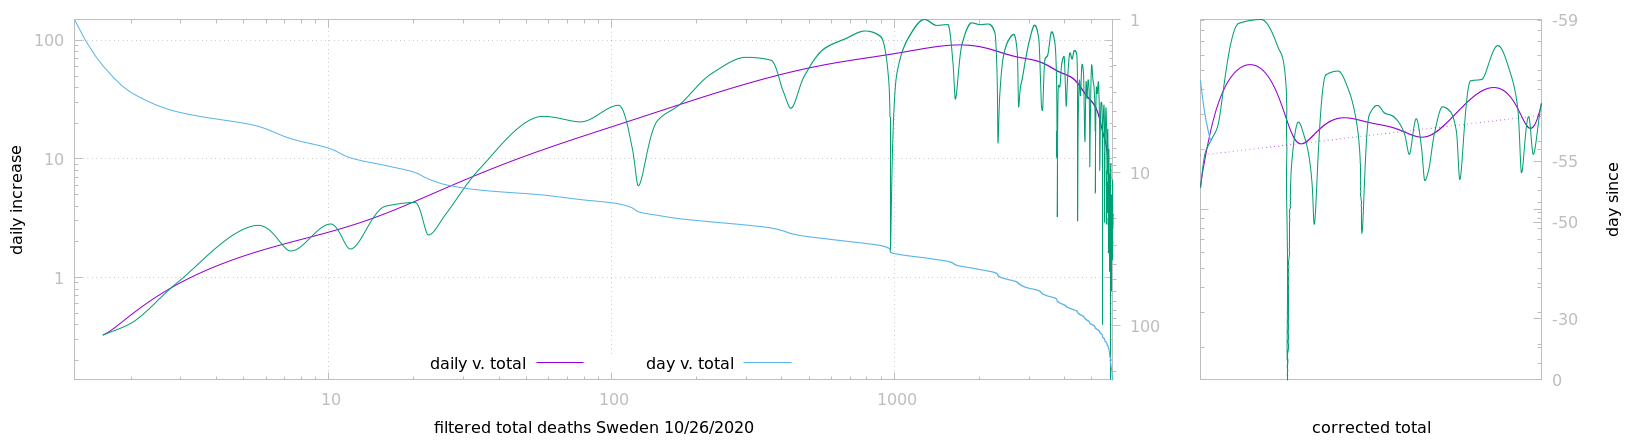 100
10
1
daily increase
10
100
1000
filtered total deaths Sweden 10/26/2020
daily v. total
day v. total
1
10
100
-59
-55
-50
-30
0
day since
corrected total